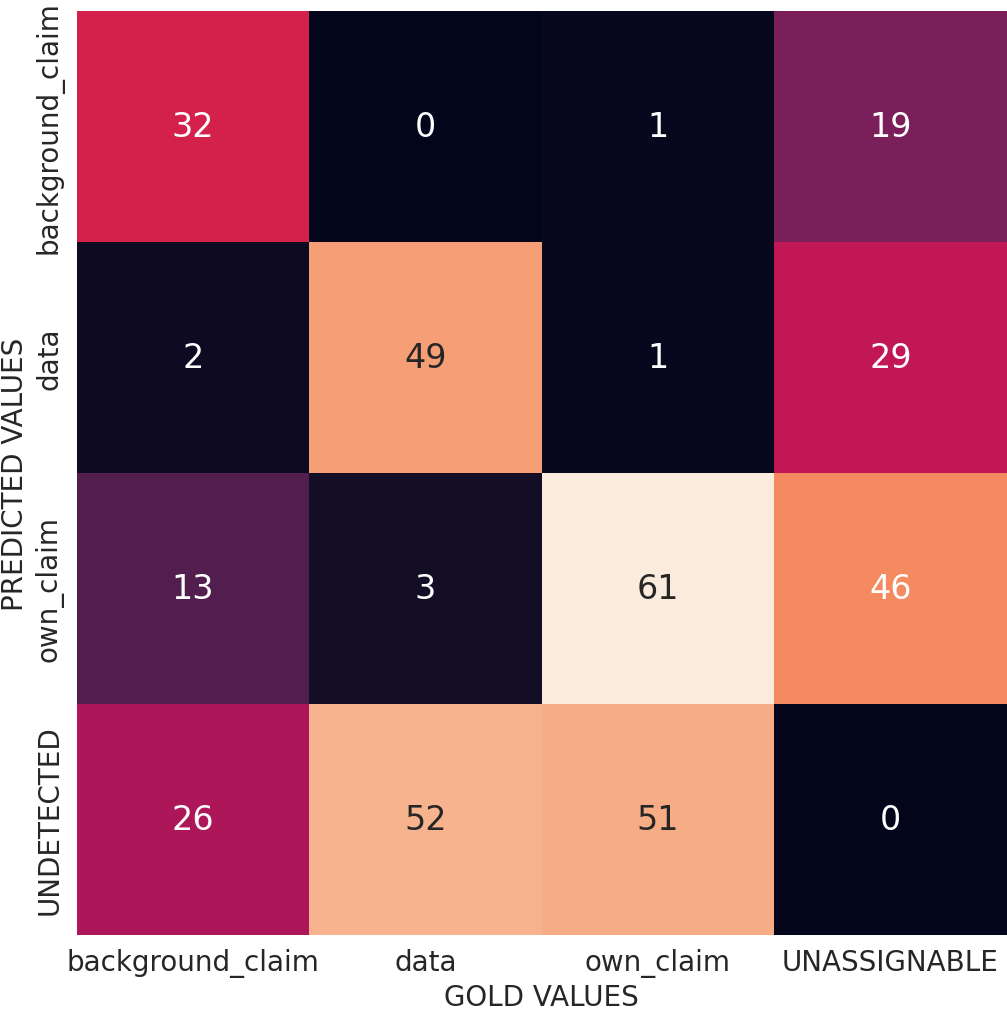 PREDICTED VALUES
background_claim
32 0 1 19
data
2 49 1 29
own_claim
13 3 61 46
UNDETECTED
26 52 51 0
background_claim data own_claim UNASSIGNABLE
GOLD VALUES